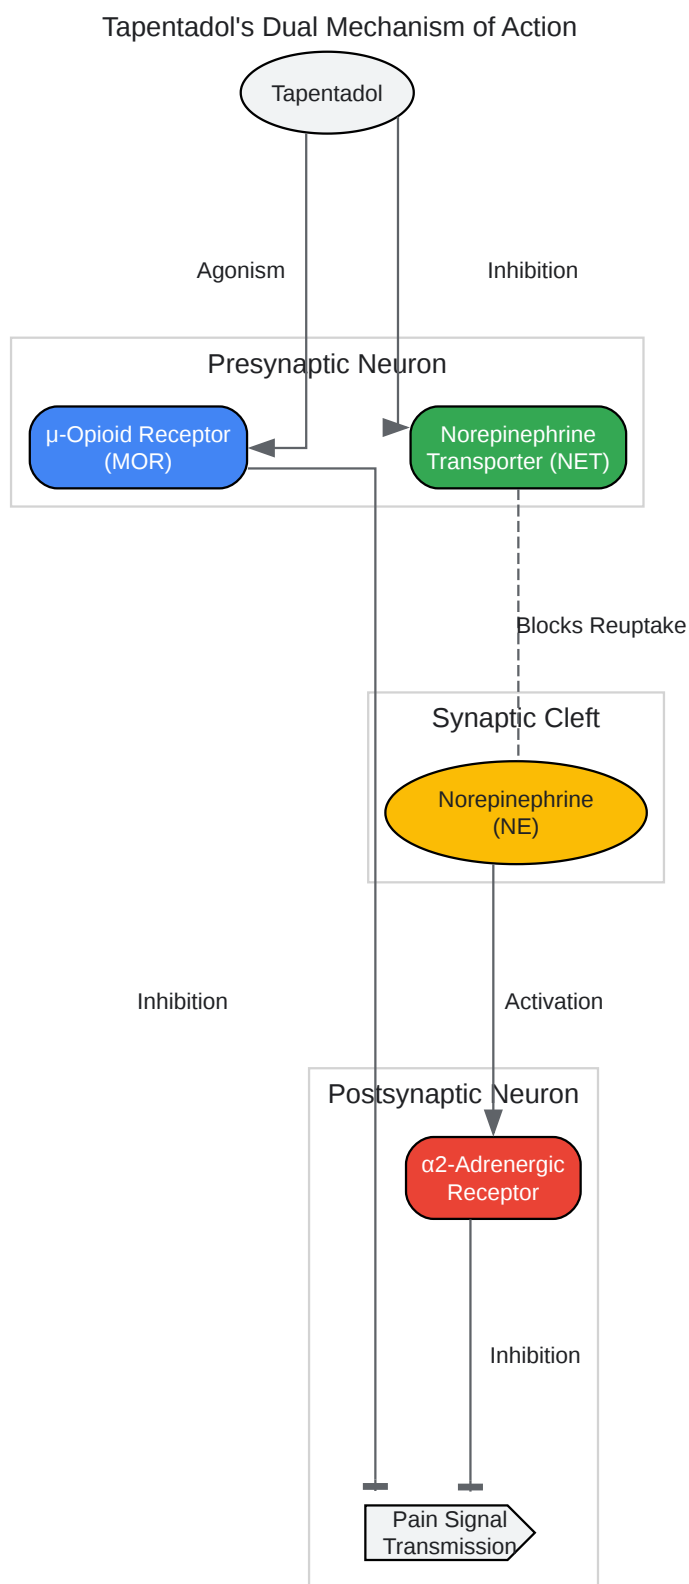 Tapentadol's Dual Mechanism of Action
Tapentadol
Agonism
Inhibition
Presynaptic Neuron
μ-Opioid Receptor
(MOR)
Norepinephrine
Transporter (NET)
Blocks Reuptake
Synaptic Cleft
Norepinephrine
(NE)
Inhibition
Activation
Postsynaptic Neuron
α2-Adrenergic
Receptor
Inhibition
Pain Signal
Transmission